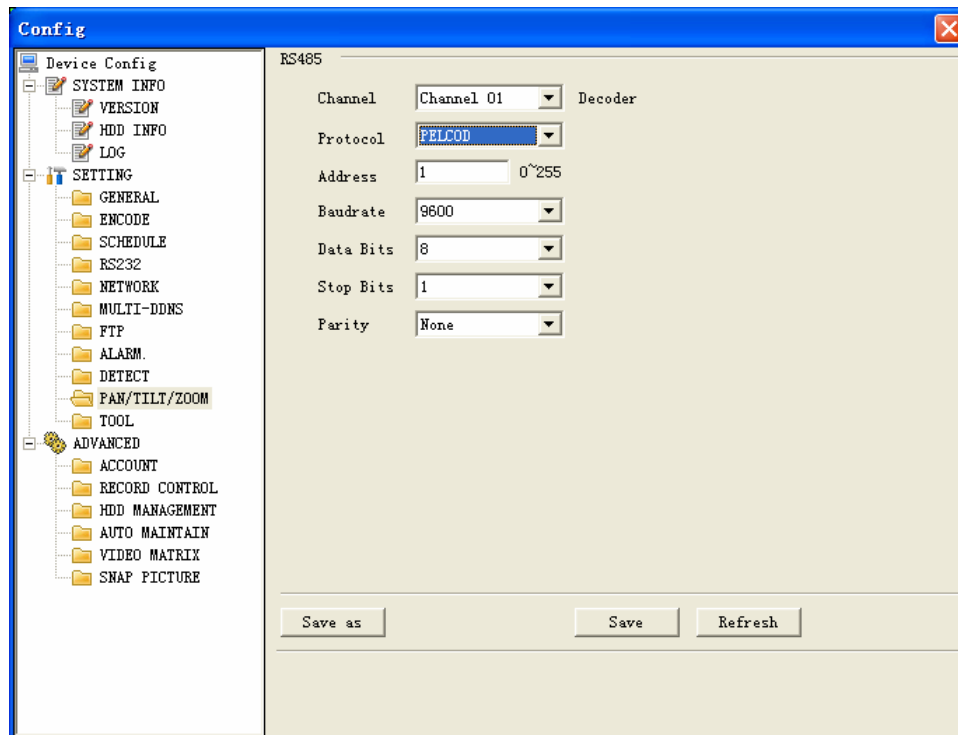 Config
Device Config
SYSTEM INFO
VERSION
HDD INFO
LOG
SETTING
GENERAL
ENCODE
SCHEDULE
RS232
NETWORK
MULTI-DDNS
FTP
ALARM.
DETECT
PAN/TILT/ZOOM
TOOL
ADVANCED
ACCOUNT
RECORD CONTROL
HDD MANAGEMENT
AUTO MAINTAIN
VIDEO MATRIX
SNAP PICTURE
RS485
Channel Channel 01 Decoder
Protocol PELCOD
Address 1 0~255
Baudrate 9600
Data Bits 8
Stop Bits 1
Parity None
Save as Save Refresh